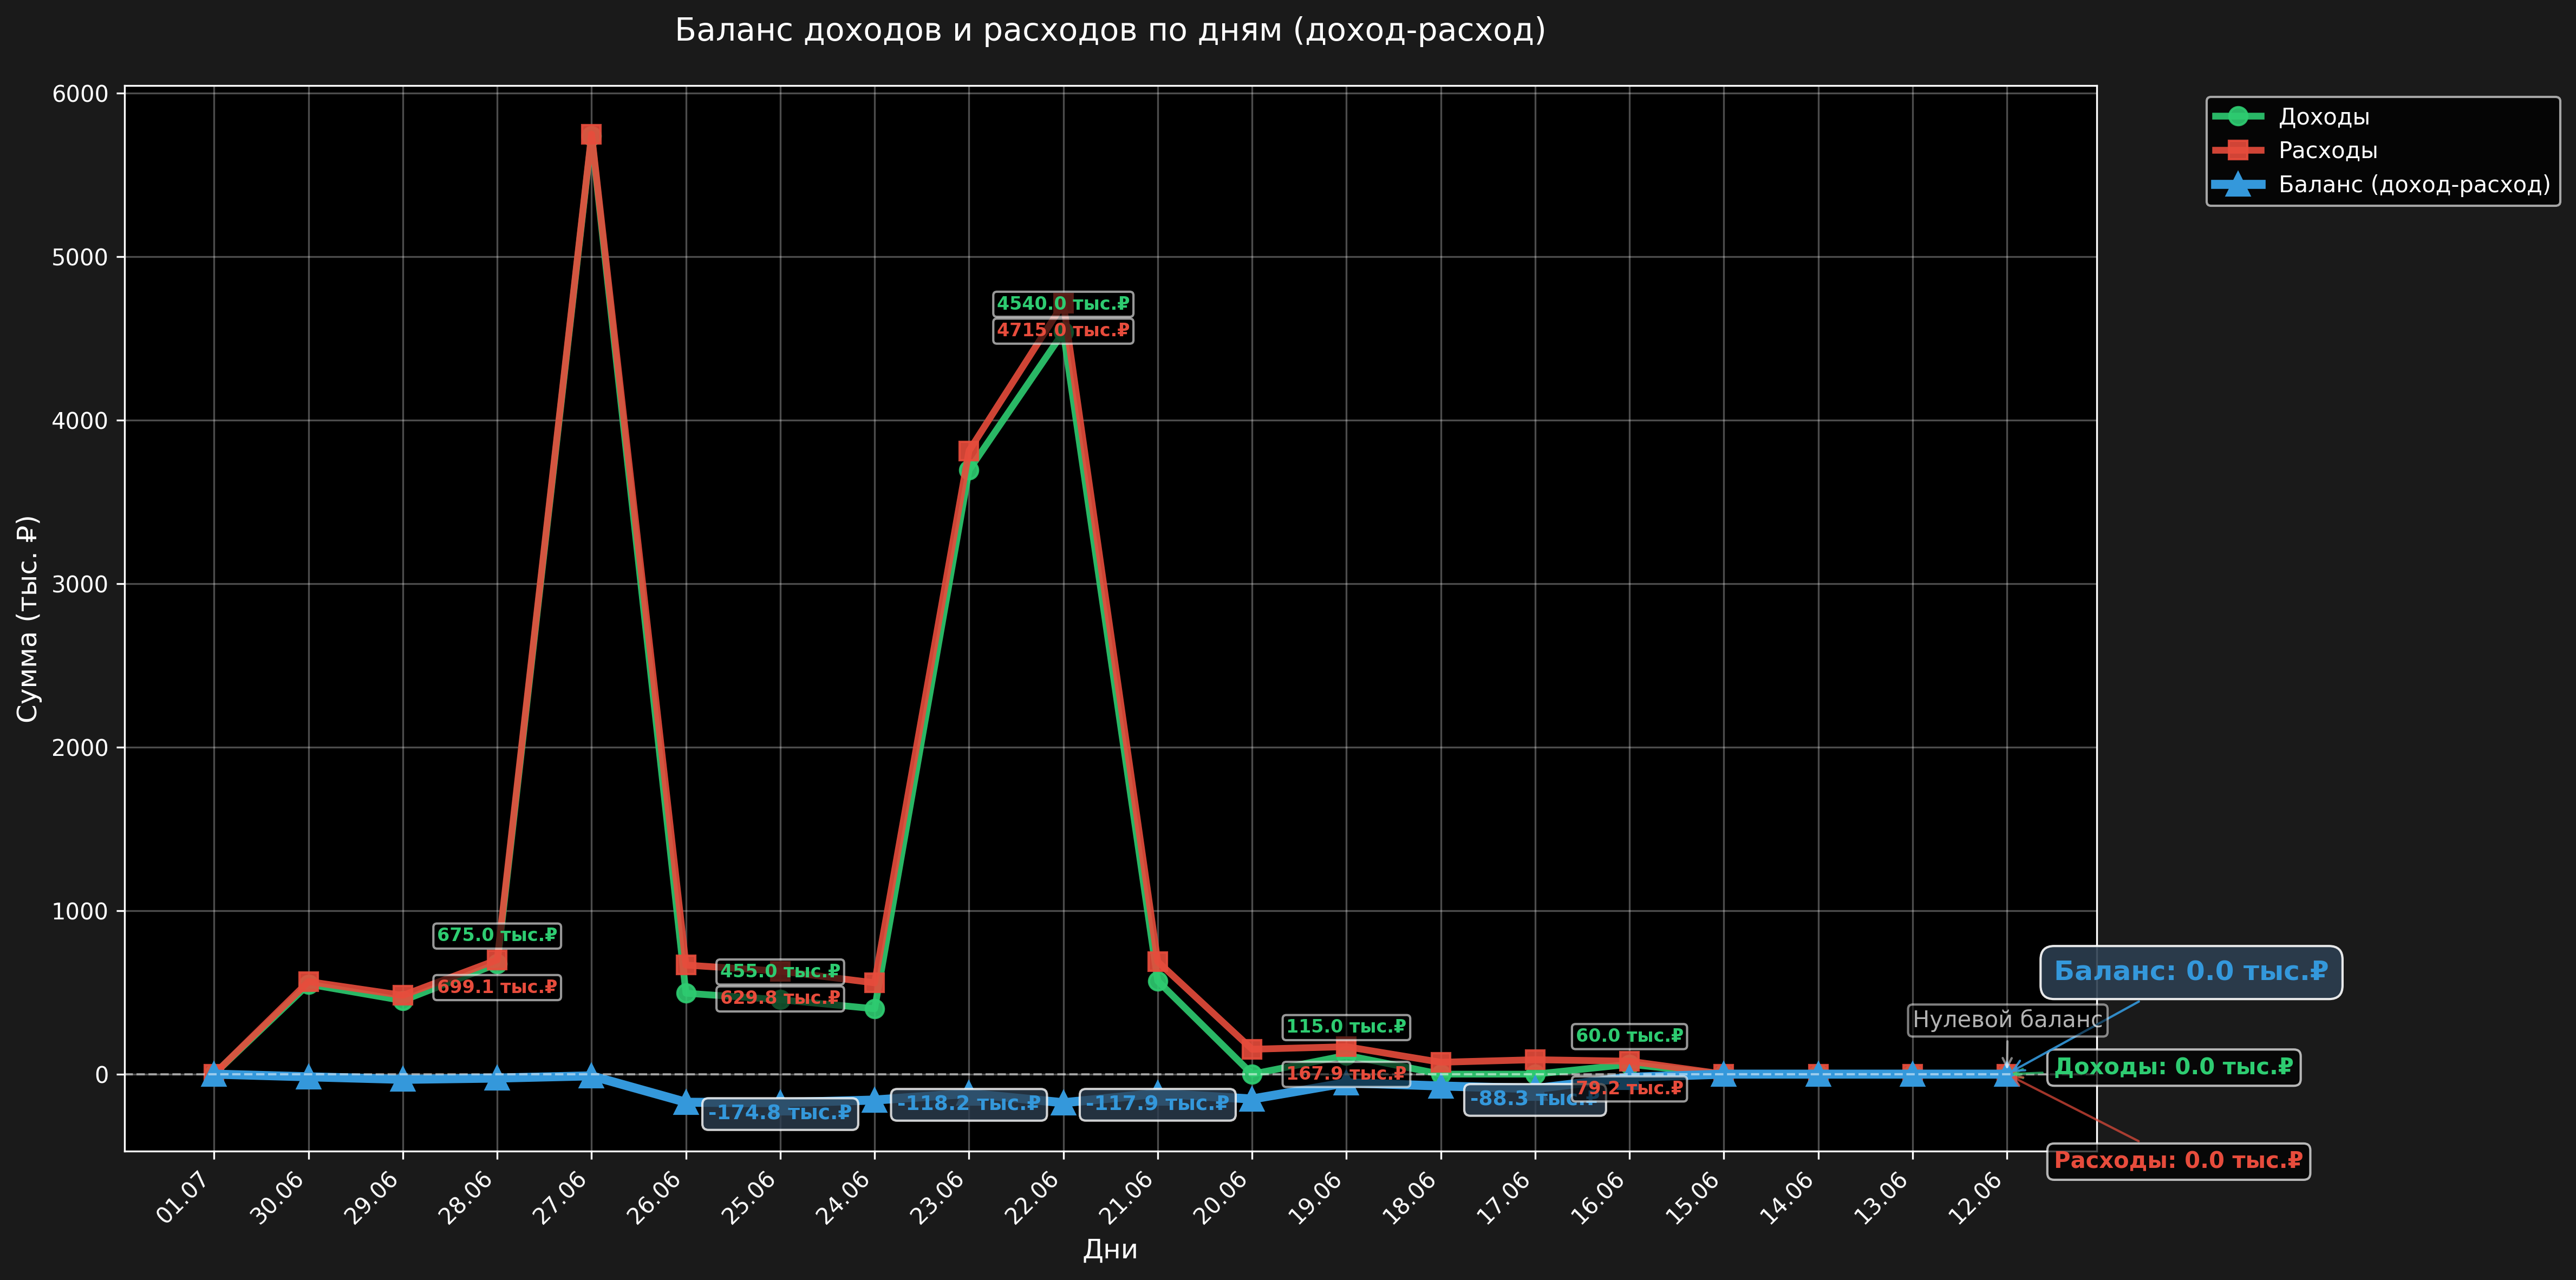 Баланс доходов и расходов по дням (доход-расход)
Доходы
Расходы
Баланс (доход-расход)
Сумма (тыс. ₽)
6000
5000
4000
3000
2000
1000
0
4540.0 тыс.₽
4715.0 тыс.₽
675.0 тыс.₽
699.1 тыс.₽
455.0 тыс.₽
629.8 тыс.₽
115.0 тыс.₽
167.9 тыс.₽
60.0 тыс.₽
79.2 тыс.₽
-174.8 тыс.₽
-118.2 тыс.₽
-117.9 тыс.₽
-88.3 тыс.₽
Баланс: 0.0 тыс.₽
Нулевой баланс
Доходы: 0.0 тыс.₽
Расходы: 0.0 тыс.₽
01.07
30.06
29.06
28.06
27.06
26.06
25.06
24.06
23.06
22.06
21.06
20.06
19.06
18.06
17.06
16.06
15.06
14.06
13.06
12.06
Дни